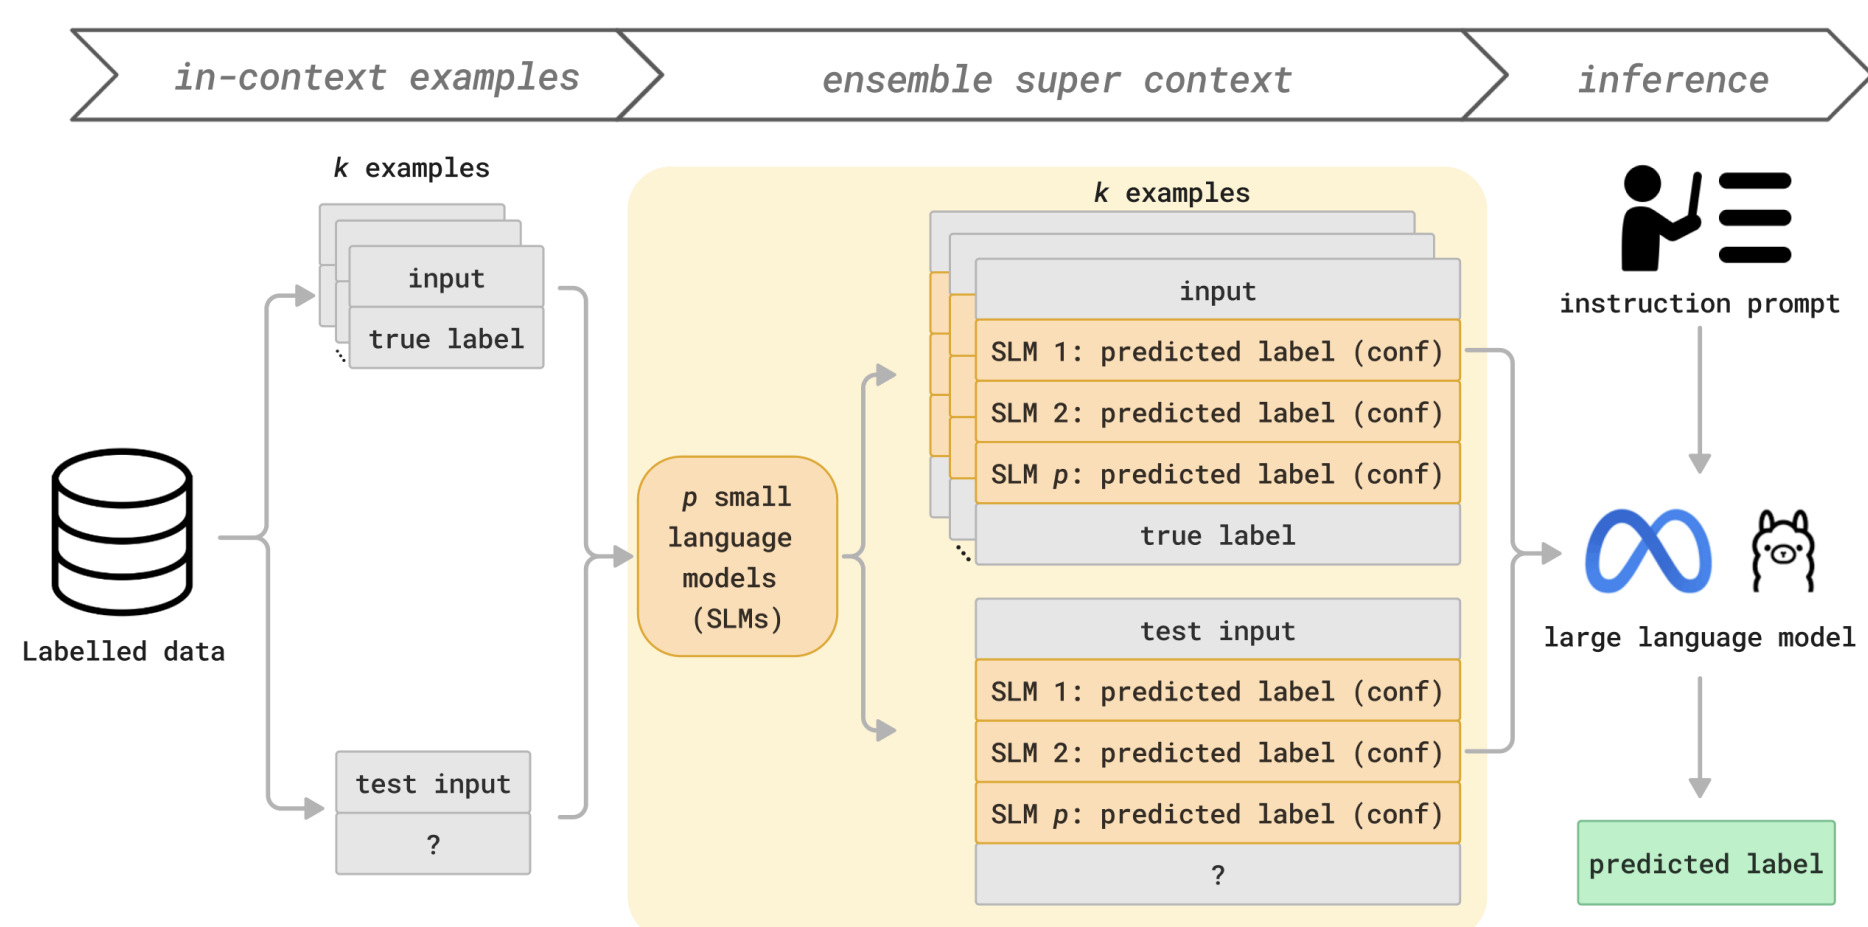 in-context examples
ensemble super context
inference
k examples
input
true label
Labelled data
test input
?
p small
language
models
(SLMs)
k examples
input
SLM 1: predicted label (conf)
SLM 2: predicted label (conf)
SLM p: predicted label (conf)
true label
test input
SLM 1: predicted label (conf)
SLM 2: predicted label (conf)
SLM p: predicted label (conf)
?
instruction prompt
large language model
predicted label